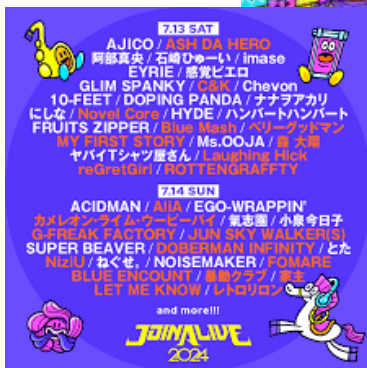 7.13 SAT
AJICO / ASH DA HERO
阿部真央 / 石崎ひゅーい / imase
EYRIE / 感覚ピエロ
GLIM SPANKY / C&K / Chevon
10-FEET / DOPING PANDA / ナナヲアカリ
にしな / Novel Core / HYDE / ハンバートハンバート
FRUITS ZIPPER / Blue Mash / ベリーグッドマン
MY FIRST STORY / Ms.OOJA / 森 大翔
ヤバイTシャツ屋さん / Laughing Hick
reGretGirl / ROTTENGRAFFTY
7.14 SUN
ACIDMAN / AliA / EGO-WRAPPIN'
カメレオン・ライム・ウーピーパイ / 氣志團 / 小泉今日子
G-FREAK FACTORY / JUN SKY WALKER(S)
SUPER BEAVER / DOBERMAN INFINITY / とた
NiziU / ねぐせ。 / NOISEMAKER / FOMARE
BLUE ENCOUNT / 暴動クラブ / 家主
LET ME KNOW / レトロリロン
and more!!!
JOIN ALIVE
2024